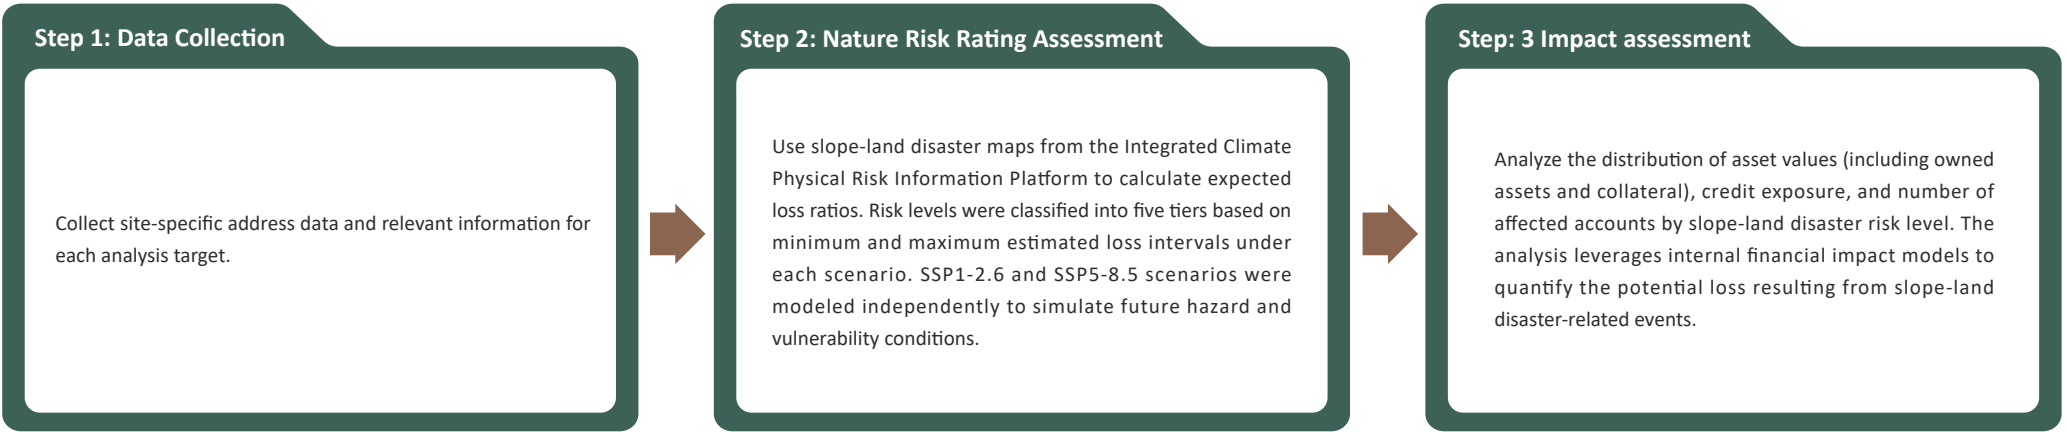 Step 1: Data Collection
Collect site-specific address data and relevant information for
each analysis target.
Step 2: Nature Risk Rating Assessment
Use slope-land disaster maps from the Integrated Climate
Physical Risk Information Platform to calculate expected
loss ratios. Risk levels were classified into five tiers based on
minimum and maximum estimated loss intervals under
each scenario. SSP1-2.6 and SSP5-8.5 scenarios were
modeled independently to simulate future hazard and
vulnerability conditions.
Step: 3 Impact assessment
Analyze the distribution of asset values (including owned
assets and collateral), credit exposure, and number of
affected accounts by slope-land disaster risk level. The
analysis leverages internal financial impact models to
quantify the potential loss resulting from slope-land
disaster-related events.